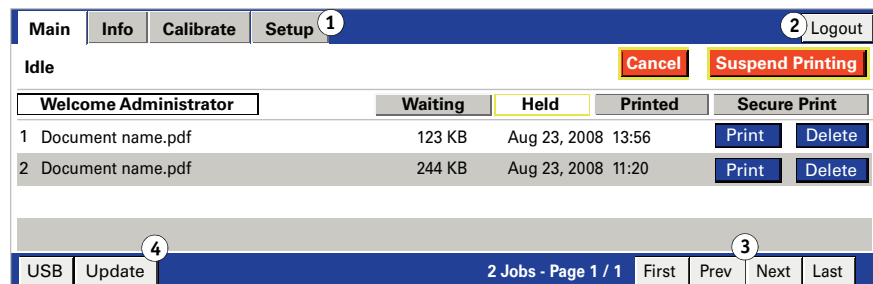 Main Info Calibrate Setup 1 2 Logout
Idle Cancel Suspend Printing
Welcome Administrator Waiting Held Printed Secure Print
1 Document name.pdf 123 KB Aug 23, 2008 13:56 Print Delete
2 Document name.pdf 244 KB Aug 23, 2008 11:20 Print Delete
4 3
USB Update 2 Jobs - Page 1 / 1 First Prev Next Last